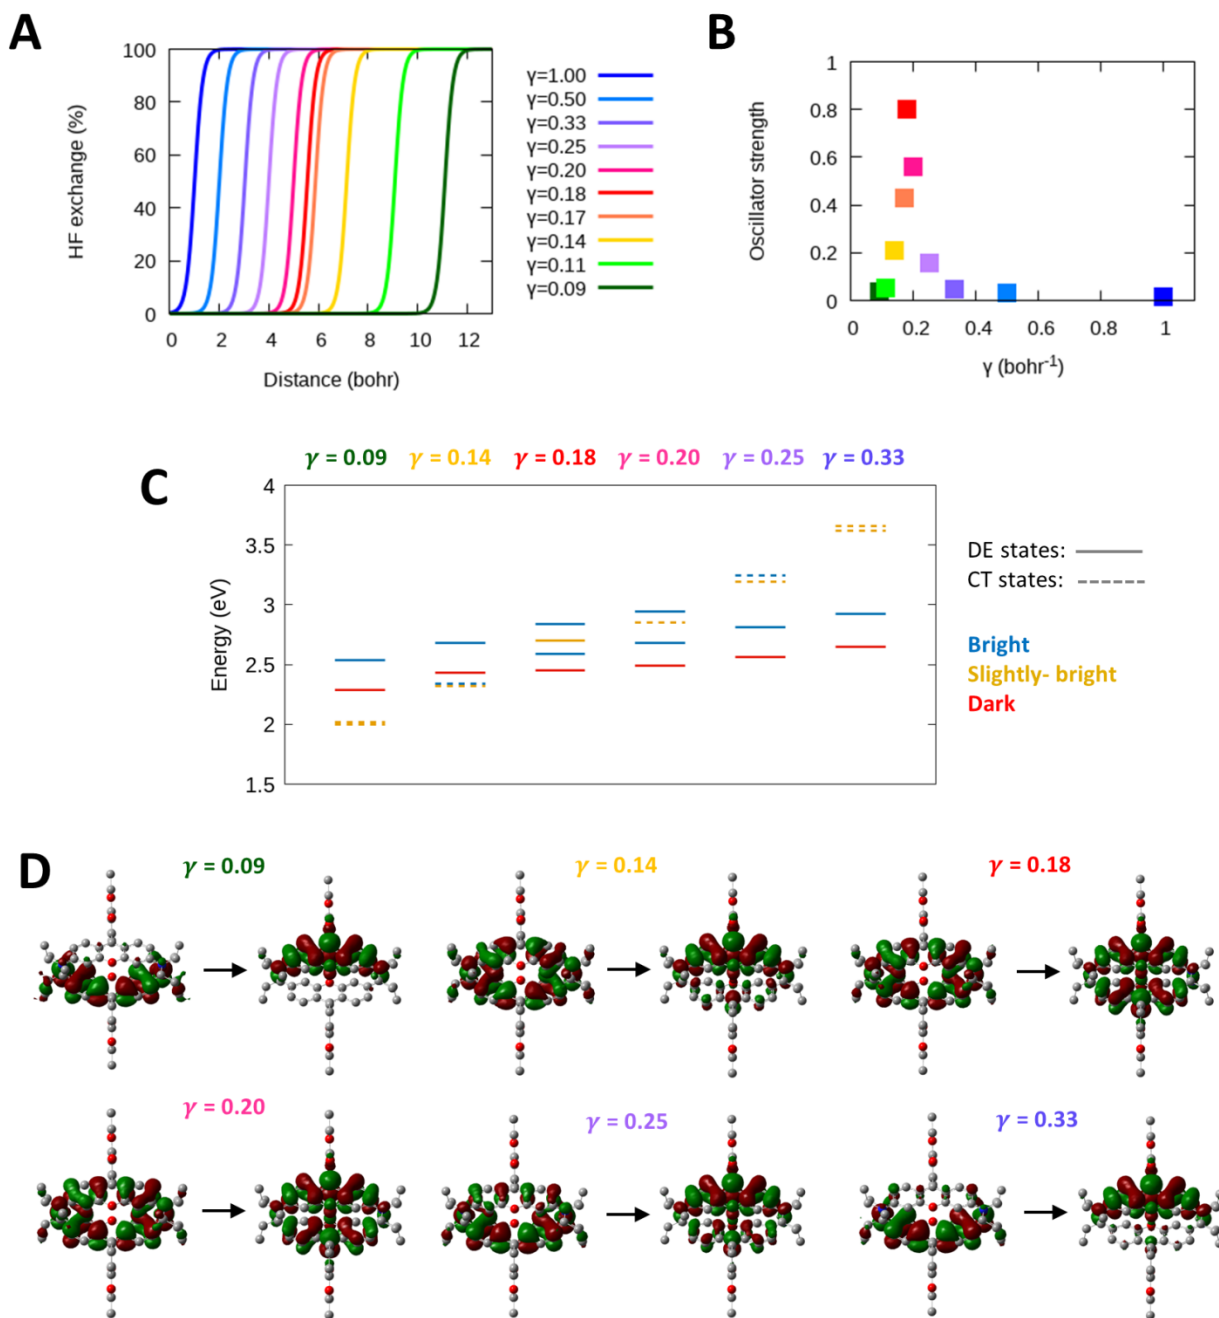 A
HF exchange (%)
100
80
60
40
20
0
0 2 4 6 8 10 12
Distance (bohr)
γ=1.00
γ=0.50
γ=0.33
γ=0.25
γ=0.20
γ=0.18
γ=0.17
γ=0.14
γ=0.11
γ=0.09
B
Oscillator strength
1
0.8
0.6
0.4
0.2
0
0 0.2 0.4 0.6 0.8 1
γ (bohr⁻¹)
C
γ = 0.09 γ = 0.14 γ = 0.18 γ = 0.20 γ = 0.25 γ = 0.33
Energy (eV)
4
3.5
3
2.5
2
1.5
DE states:
CT states:
Bright
Slightly- bright
Dark
D
γ = 0.09 γ = 0.14 γ = 0.18
γ = 0.20 γ = 0.25 γ = 0.33